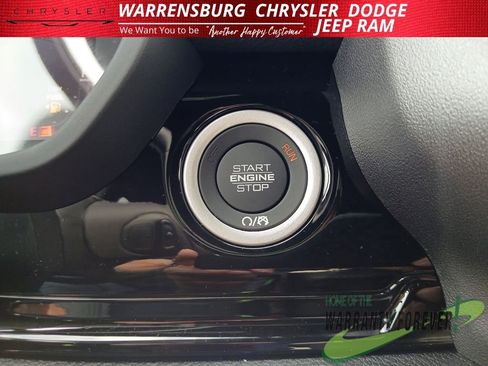 CHRYSLER
WARRENSBURG CHRYSLER DODGE
JEEP RAM
We Want You to be "Another Happy Customer"
RUN
START
ENGINE
STOP
E
HOME OF THE
WARRANTY FOREVER